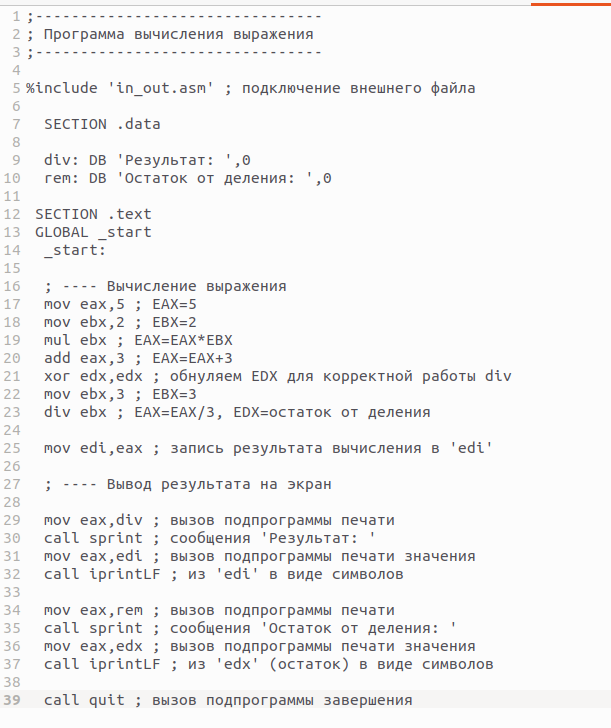 1 ;--------------------------------
2 ; Программа вычисления выражения
3 ;--------------------------------
4
5 %include 'in_out.asm' ; подключение внешнего файла
6
7 SECTION .data
8
9 div: DB 'Результат: ',0
10 rem: DB 'Остаток от деления: ',0
11
12 SECTION .text
13 GLOBAL _start
14 _start:
15
16 ; ---- Вычисление выражения
17 mov eax,5 ; EAX=5
18 mov ebx,2 ; EBX=2
19 mul ebx ; EAX=EAX*EBX
20 add eax,3 ; EAX=EAX+3
21 xor edx,edx ; обнуляем EDX для корректной работы div
22 mov ebx,3 ; EBX=3
23 div ebx ; EAX=EAX/3, EDX=остаток от деления
24
25 mov edi,eax ; запись результата вычисления в 'edi'
26
27 ; ---- Вывод результата на экран
28
29 mov eax,div ; вызов подпрограммы печати
30 call sprint ; сообщения 'Результат: '
31 mov eax,edi ; вызов подпрограммы печати значения
32 call iprintLF ; из 'edi' в виде символов
33
34 mov eax,rem ; вызов подпрограммы печати
35 call sprint ; сообщения 'Остаток от деления: '
36 mov eax,edx ; вызов подпрограммы печати значения
37 call iprintLF ; из 'edx' (остаток) в виде символов
38
39 call quit ; вызов подпрограммы завершения